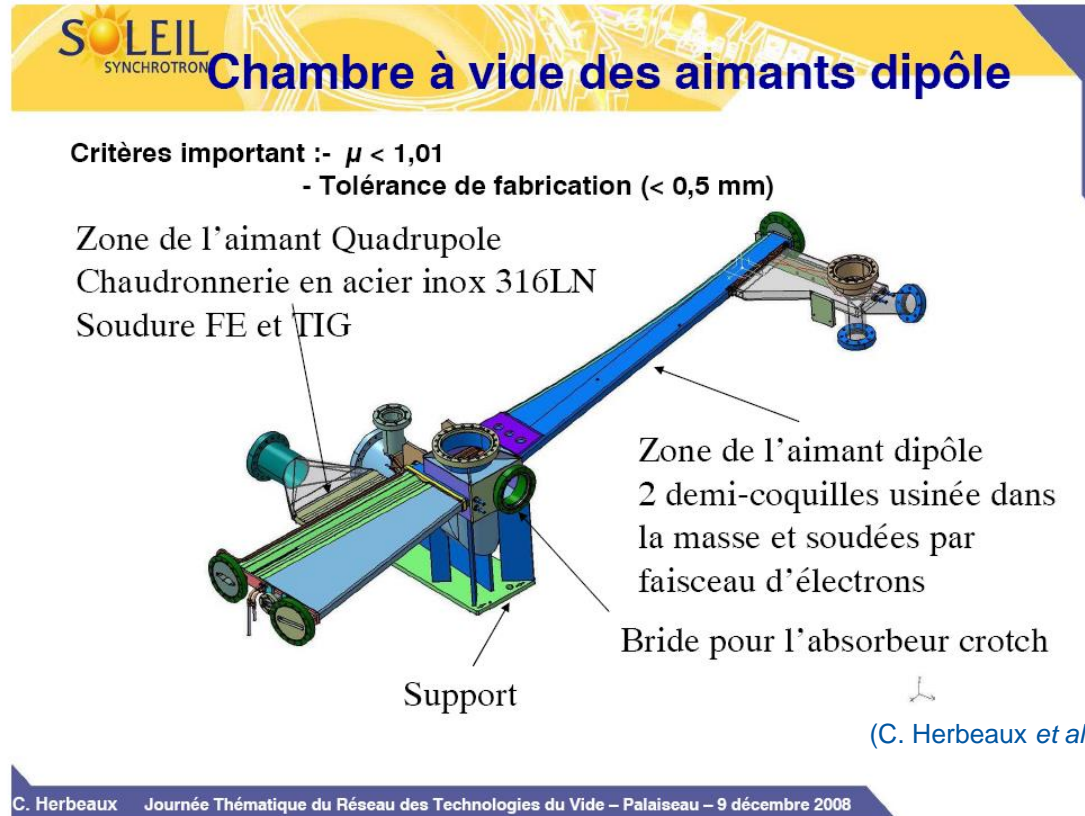 SOLEIL
SYNCHROTRON
Chambre à vide des aimants dipôle
Critères important :- μ < 1,01
- Tolérance de fabrication (< 0,5 mm)
Zone de l’aimant Quadrupole
Chaudronnerie en acier inox 316LN
Soudure FE et TIG
Zone de l’aimant dipôle
2 demi-coquilles usinée dans
la masse et soudées par
faisceau d’électrons
Bride pour l’absorbeur crotch
Support
(C. Herbeaux et al
C. Herbeaux Journée Thématique du Réseau des Technologies du Vide – Palaiseau – 9 décembre 2008